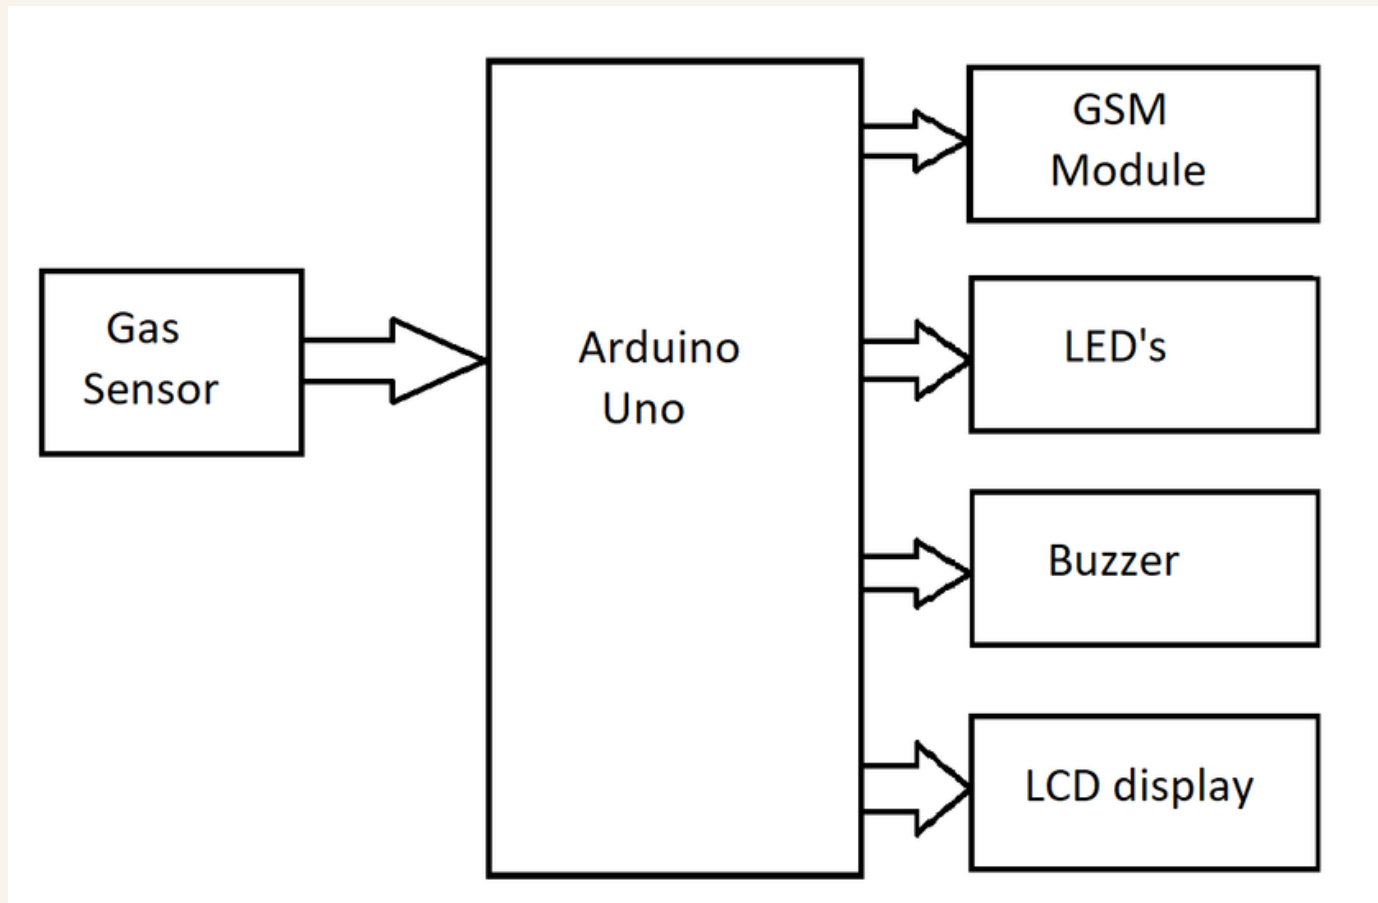 Gas
Sensor
Arduino
Uno
GSM
Module
LED's
Buzzer
LCD display